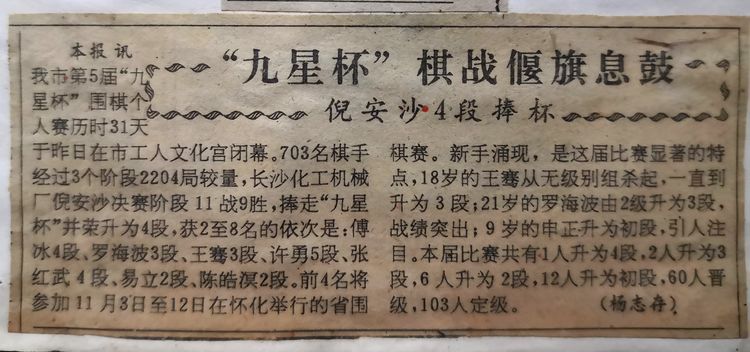 “九星杯”棋战偃旗息鼓
倪安沙4段捧杯
本报讯
我市第5届“九
星杯”围棋个
人赛历时31天
于昨日在市工人文化宫闭幕。703名棋手
经过3个阶段2204局较量，长沙化工机械
厂倪安沙决赛阶段11战9胜，捧走“九星
杯”并荣升为4段，获2至8名的依次是：傅
冰4段、罗海波3段、王骞3段、许勇5段、张
红武4段、易立2段、陈皓溟2段。前4名将
参加11月3日至12日在怀化举行的省围
棋赛。新手涌现，是这届比赛显著的特
点，18岁的王骞从无级别组杀起，一直到
升为3段；21岁的罗海波由2级升为3段，
战绩突出；9岁的申正升为初段，引人注
目。本届比赛共有1人升为4段，2人升为3
段，6人升为2段，12人升为初段，60人晋
级，103人定级。（杨志存）